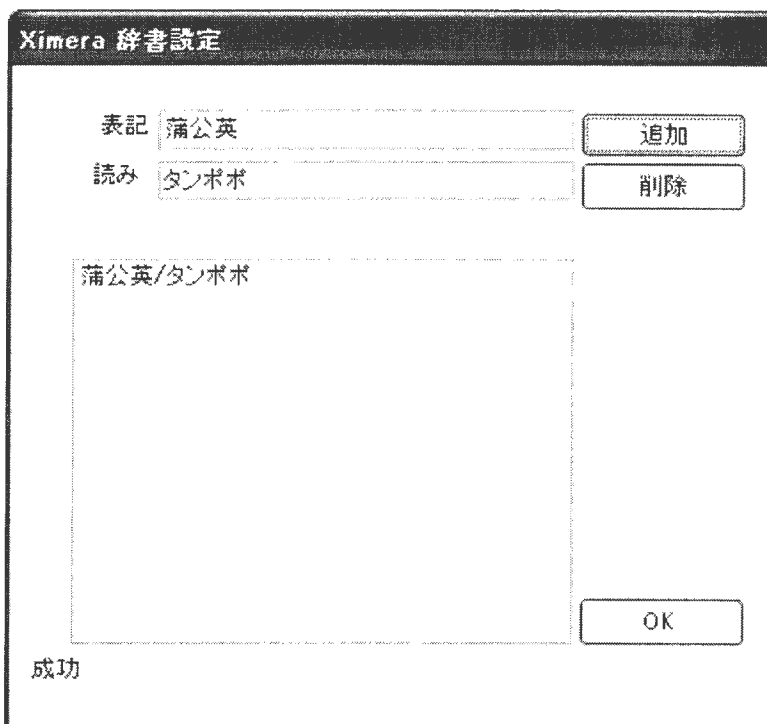 Ximera 辞書設定
表記 蒲公英 追加
読み タンポポ 削除
蒲公英/タンポポ
OK
成功